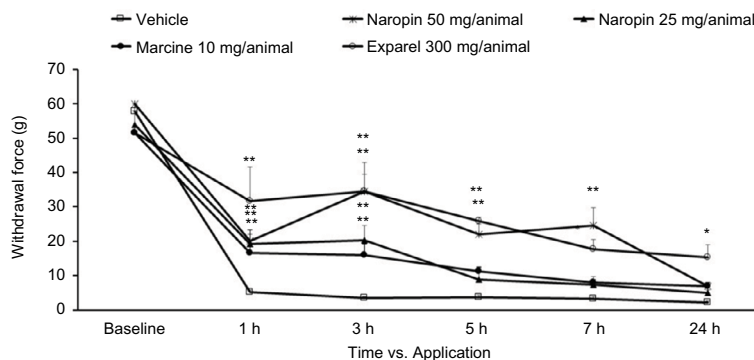 Vehicle Naropin 50 mg/animal Naropin 25 mg/animal
Marcine 10 mg/animal Exparel 300 mg/animal
70
60
50
40
30
20
10
0
Withdrawal force (g)
** ** ** ** ** ** ** ** ** ** ** *
Baseline 1 h 3 h 5 h 7 h 24 h
Time vs. Application